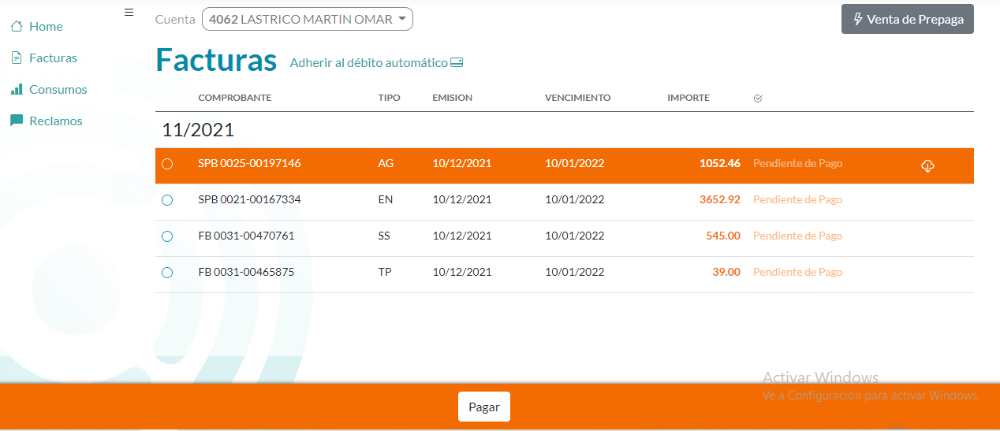 Cuenta 4062 LASTRICO MARTIN OMAR
Venta de Prepaga
Home
Facturas
Consumos
Reclamos
Facturas Adherir al débito automático
COMPROBANTE TIPO EMISION VENCIMIENTO IMPORTE
11/2021
SPB 0025-00197146 AG 10/12/2021 10/01/2022 1052.46 Pendiente de Pago
SPB 0021-00167334 EN 10/12/2021 10/01/2022 3652.92 Pendiente de Pago
FB 0031-00470761 SS 10/12/2021 10/01/2022 545.00 Pendiente de Pago
FB 0031-00465875 TP 10/12/2021 10/01/2022 39.00 Pendiente de Pago
Activar Windows
Ve a Configuración para activar Windows.
Pagar